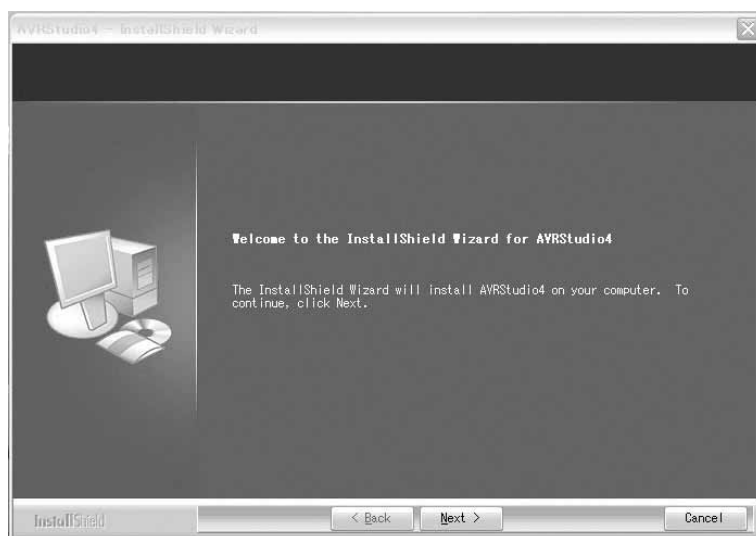 AVRStudio4 - InstallShield Wizard
Welcome to the InstallShield Wizard for AVRStudio4
The InstallShield Wizard will install AVRStudio4 on your computer. To
continue, click Next.
InstallShield
< Back
Next >
Cancel